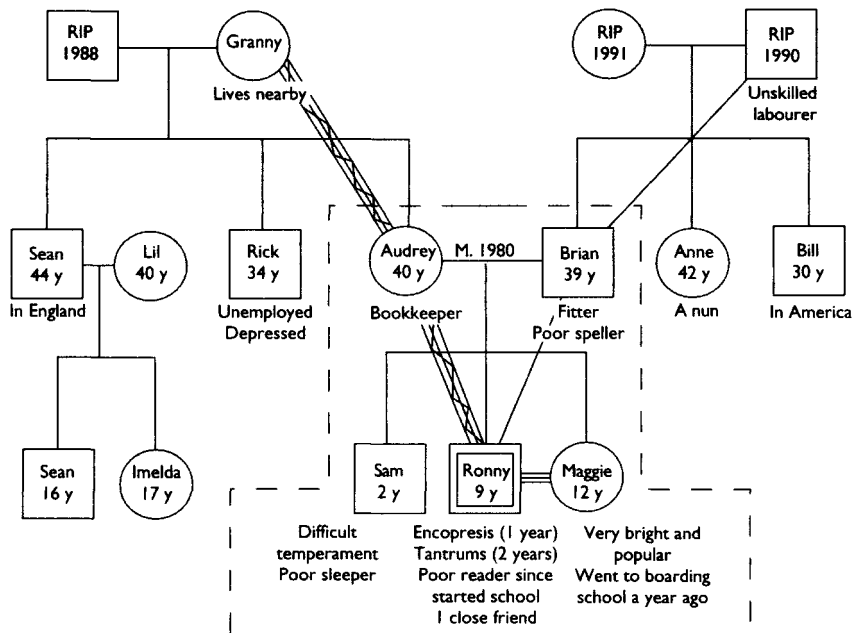 RIP
1988
Granny
Lives nearby
RIP
1991
RIP
1990
Unskilled
labourer
Sean
44 y
In England
Lil
40 y
Rick
34 y
Unemployed
Depressed
Audrey
40 y
Bookkeeper
M. 1980
Brian
39 y
Fitter
Poor speller
Anne
42 y
A nun
Bill
30 y
In America
Sean
16 y
Imelda
17 y
Sam
2 y
Difficult
temperament
Poor sleeper
Ronny
9 y
Encopresis (1 year)
Tantrums (2 years)
Poor reader since
started school
1 close friend
Maggie
12 y
Very bright and
popular
Went to boarding
school a year ago